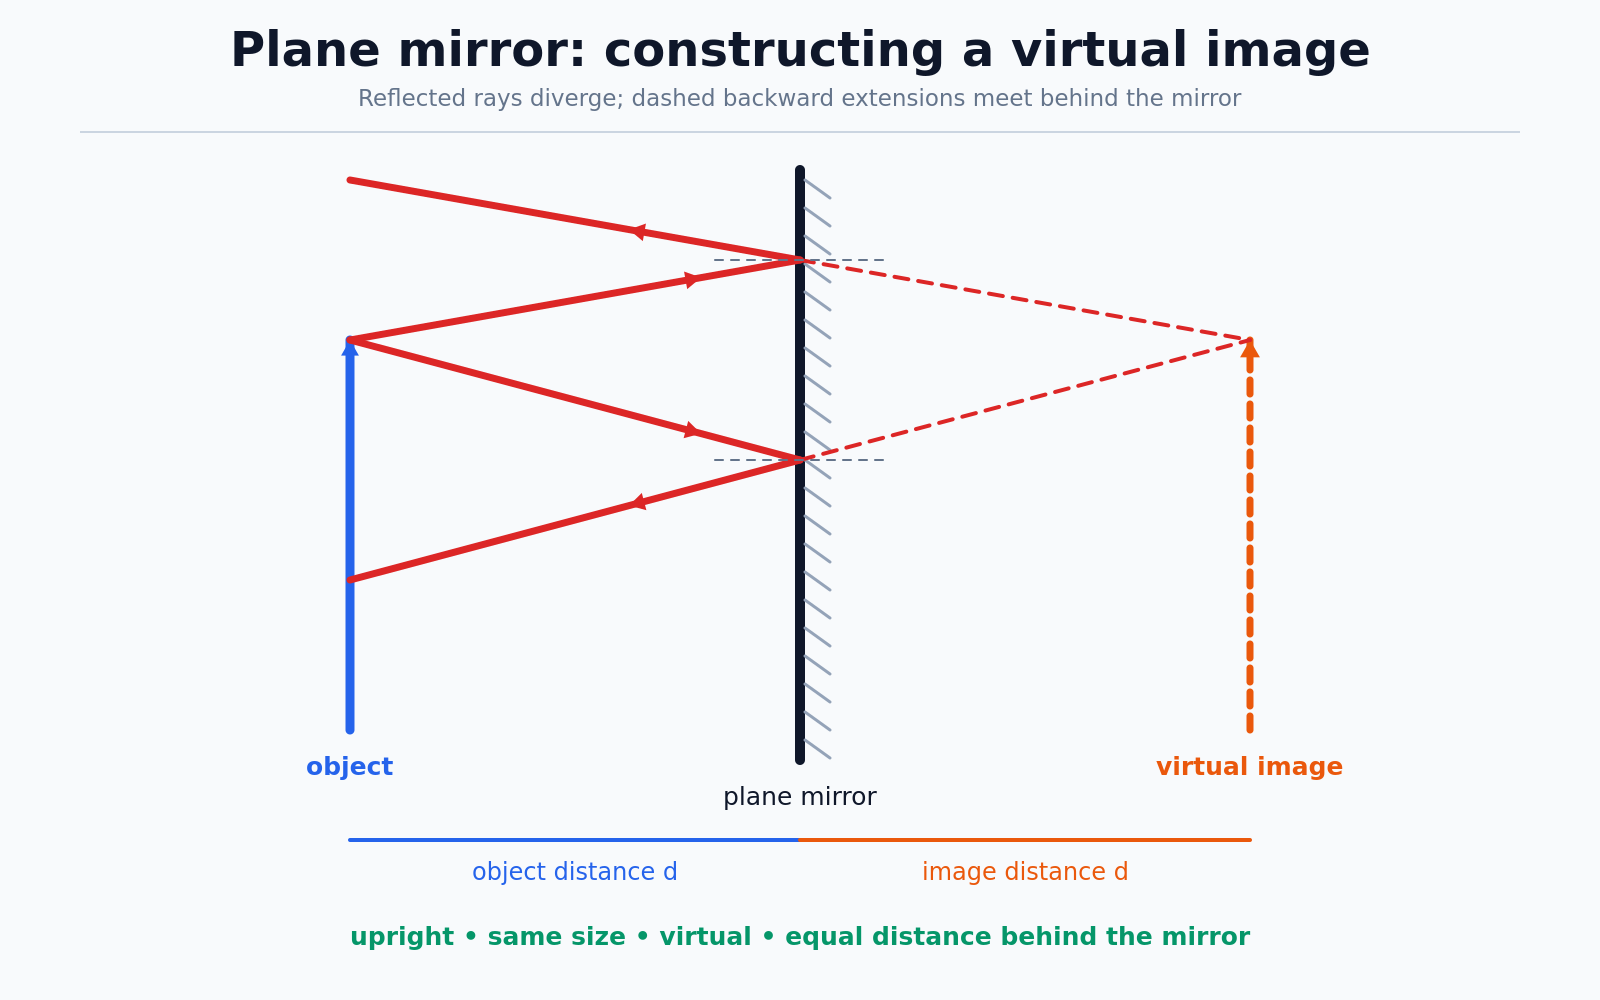 Plane mirror: constructing a virtual image
Reflected rays diverge; dashed backward extensions meet behind the mirror
object
virtual image
plane mirror
object distance d
image distance d
upright • same size • virtual • equal distance behind the mirror